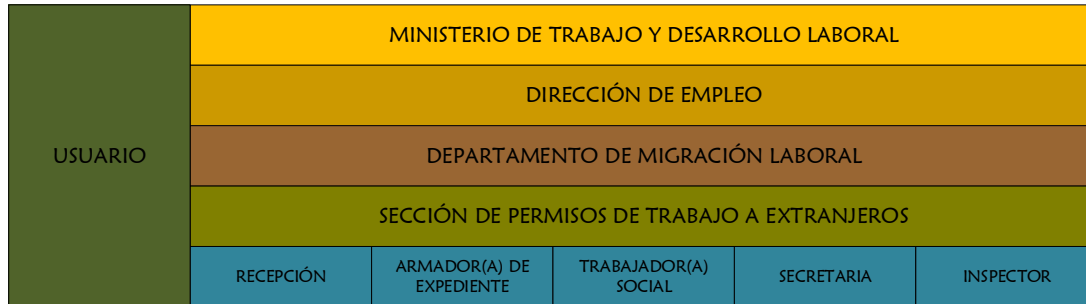 USUARIO
MINISTERIO DE TRABAJO Y DESARROLLO LABORAL
DIRECCIÓN DE EMPLEO
DEPARTAMENTO DE MIGRACIÓN LABORAL
SECCIÓN DE PERMISOS DE TRABAJO A EXTRANJEROS
RECEPCIÓN
ARMADOR(A) DE
EXPEDIENTE
TRABAJADOR(A)
SOCIAL
SECRETARIA
INSPECTOR